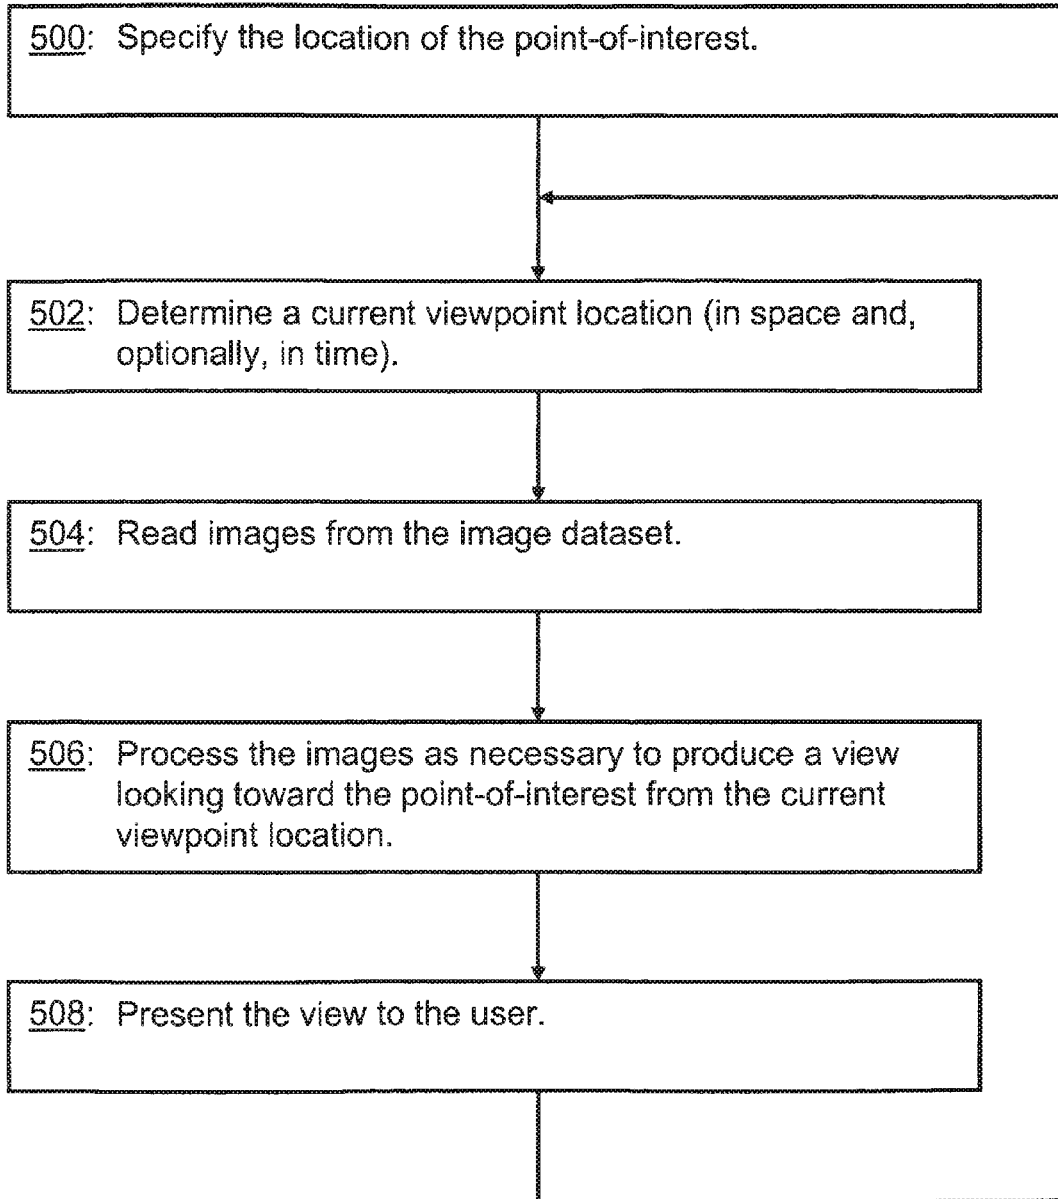 500: Specify the location of the point-of-interest.
502: Determine a current viewpoint location (in space and,
optionally, in time).
504: Read images from the image dataset.
506: Process the images as necessary to produce a view
looking toward the point-of-interest from the current
viewpoint location.
508: Present the view to the user.